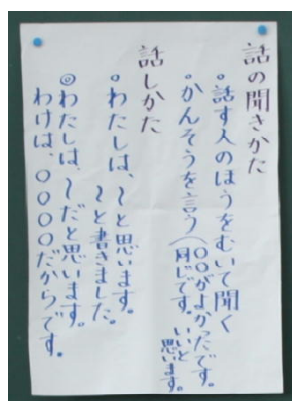 話の聞きかた
・話す人のほうをむいて聞く
・かんそうを言う(〇〇がよかったです。
同じです。いいと
思います。
話しかた
・わたしは、～と思います。
～と書きました。
◎わたしは、～だと思います。
わけは、〇〇〇〇だからです。